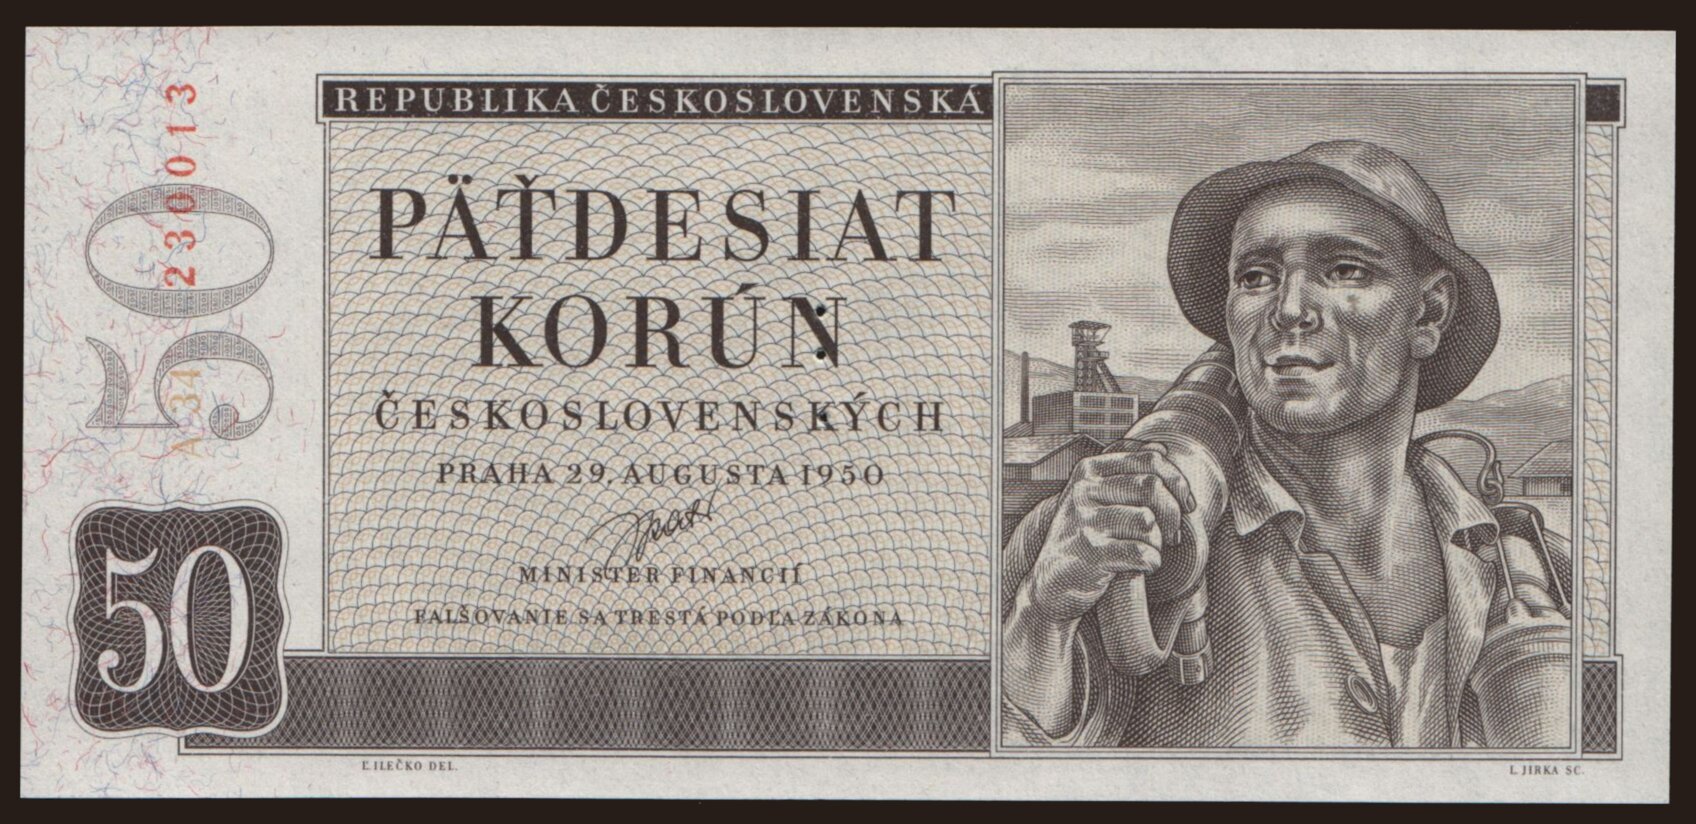 REPUBLIKA ČESKOSLOVENSKÁ
PÄŤDESIAT
KORÚN
ČESKOSLOVENSKÝCH
PRAHA 29. AUGUSTA 1950
MINISTER FINANCIÍ
FALŠOVANIE SA TRESTÁ PODĽA ZÁKONA
50
A 34 230013
50
Ľ. ILEČKO DEL.
L. JIRKA SC.